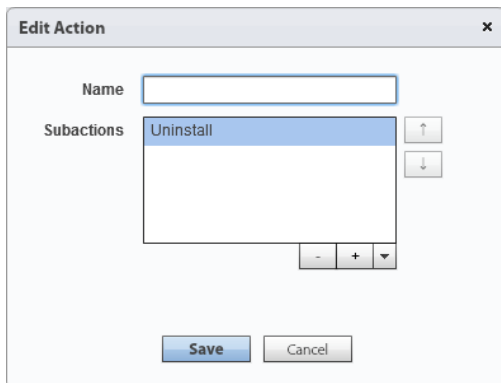 Edit Action
Name
Subactions
Uninstall
-
+
Save
Cancel